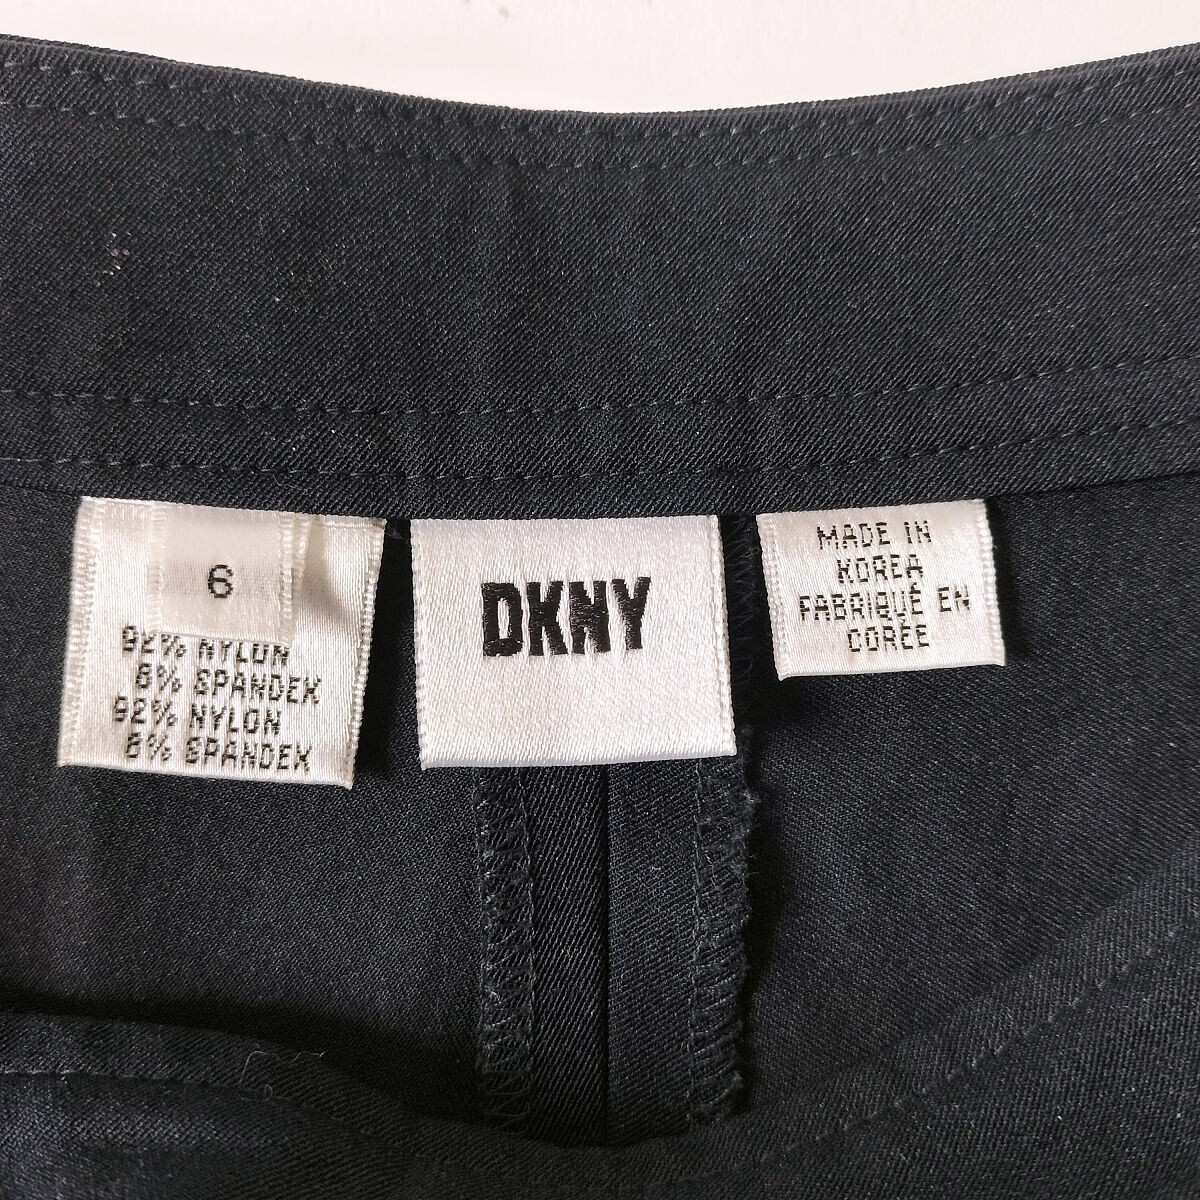 6
92% NYLON
8% SPANDEX
92% NYLON
8% SPANDEX
DKNY
MADE IN
KOREA
FABRIQUÉ EN
CORÉE